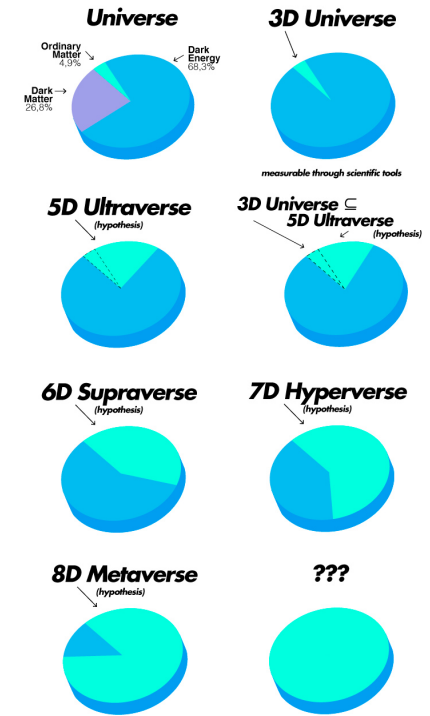 Universe
3D Universe
Ordinary
Matter
4,9%
Dark
Energy
68,3%
Dark
Matter
26,8%
measurable through scientific tools
5D Ultraverse
(hypothesis)
3D Universe ⊆
5D Ultraverse
(hypothesis)
6D Supraverse
(hypothesis)
7D Hyperverse
(hypothesis)
8D Metaverse
(hypothesis)
???